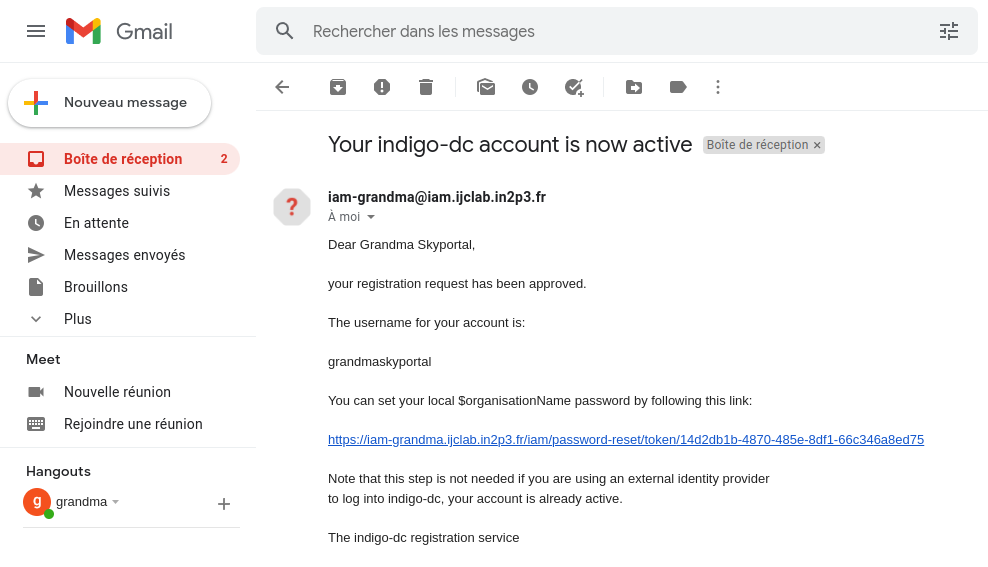 Gmail
Rechercher dans les messages
Nouveau message
Boîte de réception 2
Messages suivis
En attente
Messages envoyés
Brouillons
Plus
Meet
Nouvelle réunion
Rejoindre une réunion
Hangouts
g grandma
Your indigo-dc account is now active Boîte de réception ×
?
iam-grandma@iam.ijclab.in2p3.fr
À moi
Dear Grandma Skyportal,
your registration request has been approved.
The username for your account is:
grandmaskyportal
You can set your local $organisationName password by following this link:
https://iam-grandma.ijclab.in2p3.fr/iam/password-reset/token/14d2db1b-4870-485e-8df1-66c346a8ed75
Note that this step is not needed if you are using an external identity provider
to log into indigo-dc, your account is already active.
The indigo-dc registration service